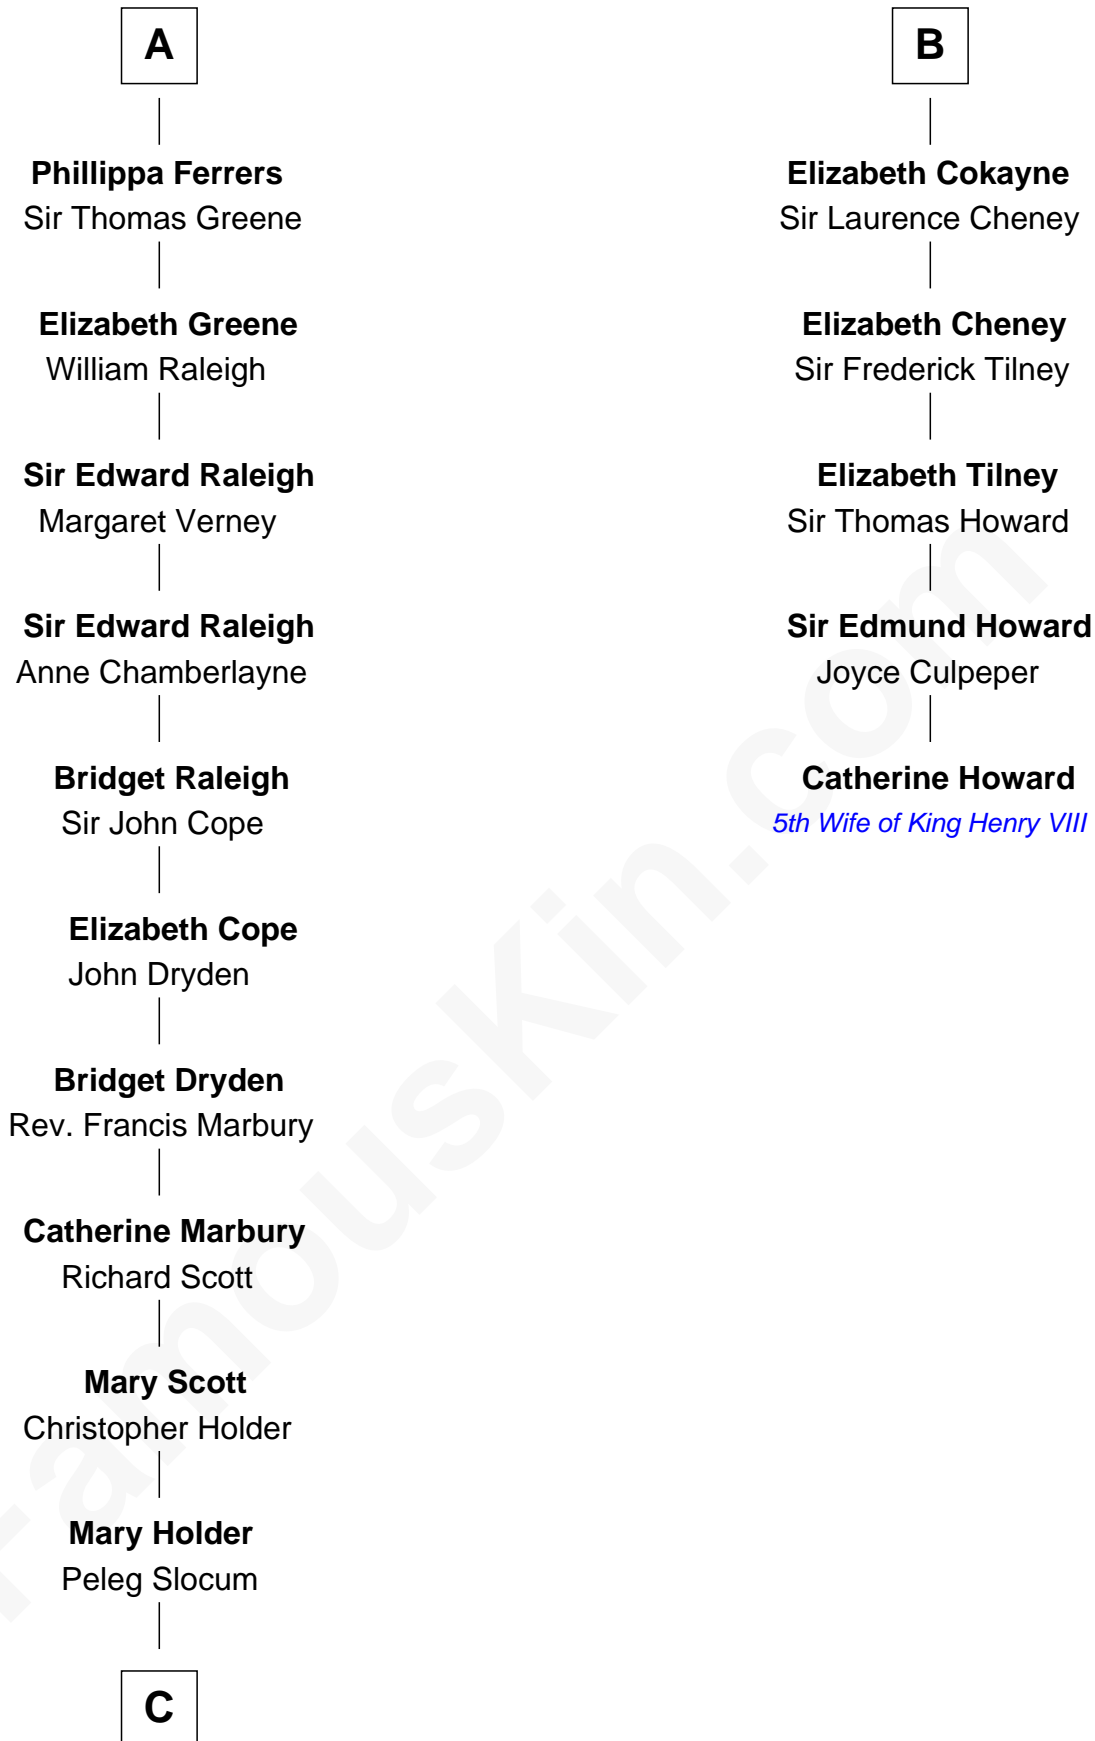 A
Phillippa Ferrers
Sir Thomas Greene
Elizabeth Greene
William Raleigh
Sir Edward Raleigh
Margaret Verney
Sir Edward Raleigh
Anne Chamberlayne
Bridget Raleigh
Sir John Cope
Elizabeth Cope
John Dryden
Bridget Dryden
Rev. Francis Marbury
Catherine Marbury
Richard Scott
Mary Scott
Christopher Holder
Mary Holder
Peleg Slocum
C
B
Elizabeth Cokayne
Sir Laurence Cheney
Elizabeth Cheney
Sir Frederick Tilney
Elizabeth Tilney
Sir Thomas Howard
Sir Edmund Howard
Joyce Culpeper
Catherine Howard
5th Wife of King Henry VIII
FamousKin.com